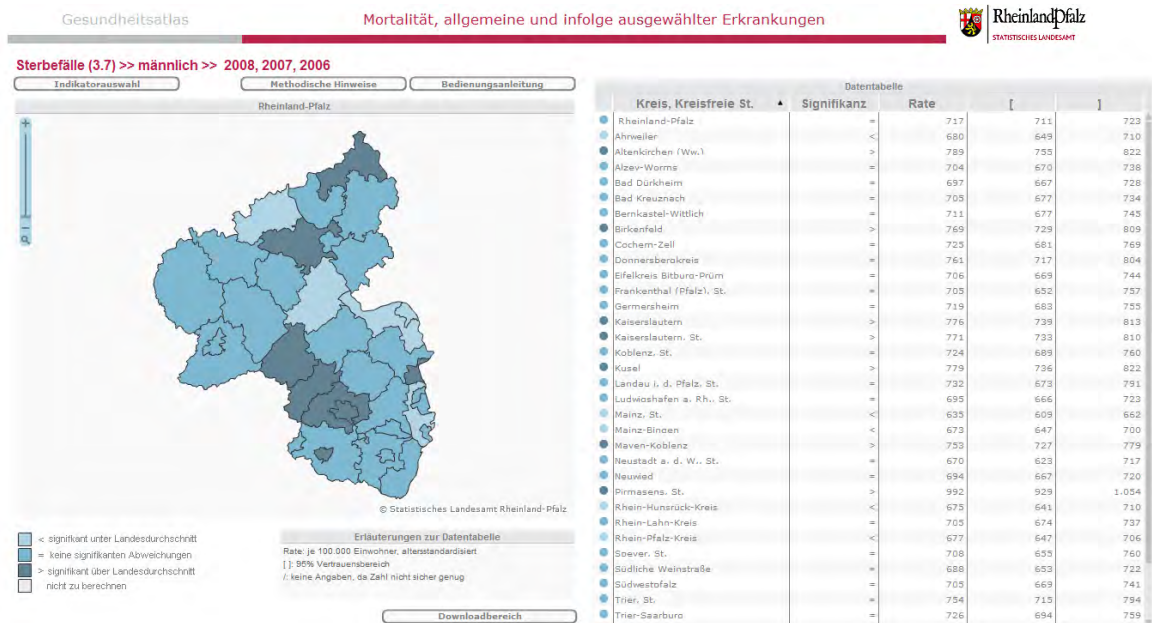 Gesundheitsatlas
Mortalität, allgemeine und infolge ausgewählter Erkrankungen
RheinlandPfalz
STATISTISCHES LANDESAMT
Sterbefälle (3.7) >> männlich >> 2008, 2007, 2006
Indikatorauswahl
Methodische Hinweise
Bedienungsanleitung
Rheinland-Pfalz
© Statistisches Landesamt Rheinland-Pfalz
< signifikant unter Landesdurchschnitt
= keine signifikanten Abweichungen
> signifikant über Landesdurchschnitt
nicht zu berechnen
Erläuterungen zur Datentabelle
Rate: je 100.000 Einwohner, altersstandardisiert
[ ]: 95% Vertrauensbereich
/: keine Angaben, da Zahl nicht sicher genug
Downloadbereich
Datentabelle
Kreis, Kreisfreie St. Signifikanz Rate [ ]
Rheinland-Pfalz = 717 711 723
Ahrweiler < 680 649 710
Altenkirchen (Ww.) > 789 755 822
Alzey-Worms = 704 670 738
Bad Dürkheim = 697 667 728
Bad Kreuznach = 705 677 734
Bernkastel-Wittlich = 711 677 745
Birkenfeld > 769 729 809
Cochem-Zell = 725 681 769
Donnersbergkreis = 761 717 804
Eifelkreis Bitburg-Prüm = 706 669 744
Frankenthal (Pfalz), St. = 705 652 757
Germersheim = 719 683 755
Kaiserslautern > 776 739 813
Kaiserslautern, St. > 771 733 810
Koblenz, St. = 724 689 760
Kusel > 779 736 822
Landau i. d. Pfalz, St. = 732 673 791
Ludwigshafen a. Rh., St. = 695 666 723
Mainz, St. < 635 609 662
Mainz-Bingen < 673 647 700
Mayen-Koblenz > 753 727 779
Neustadt a. d. W., St. = 670 623 717
Neuwied = 694 667 720
Pirmasens, St. > 992 929 1.054
Rhein-Hunsrück-Kreis < 675 641 710
Rhein-Lahn-Kreis = 705 674 737
Rhein-Pfalz-Kreis < 677 647 706
Speyer, St. = 708 655 760
Südliche Weinstraße = 688 653 722
Südwestpfalz = 705 669 741
Trier, St. = 754 715 794
Trier-Saarburg = 726 694 759